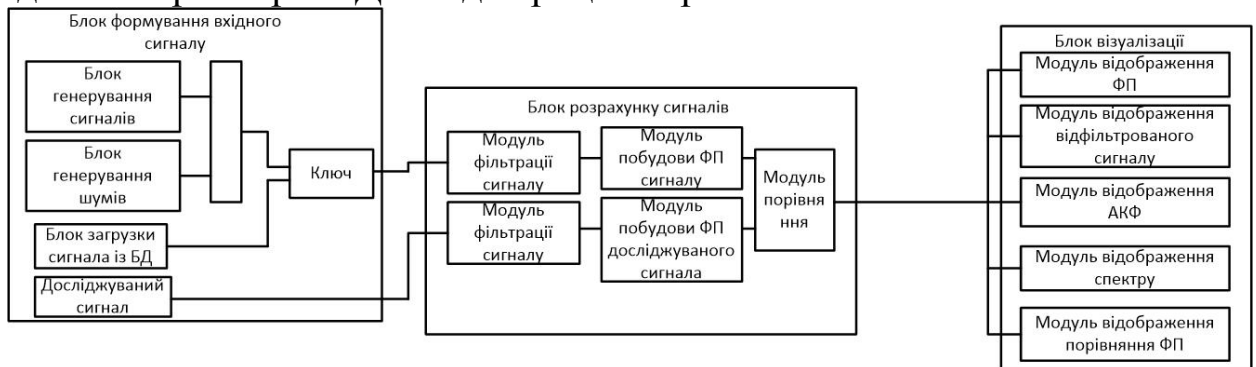 Блок формування вхідного
сигналу
Блок
генерування
сигналів
Блок
генерування
шумів
Ключ
Блок загрузки
сигнала із БД
Досліджуваний
сигнал
Блок розрахунку сигналів
Модуль
фільтрації
сигналу
Модуль
побудови ФП
сигналу
Модуль
фільтрації
сигналу
Модуль
побудови ФП
досліджуваного
сигнала
Модуль
порівня
ння
Блок візуалізації
Модуль відображення
ФП
Модуль відображення
відфільтрованого
сигналу
Модуль відображення
АКФ
Модуль відображення
спектру
Модуль відображення
порівняння ФП